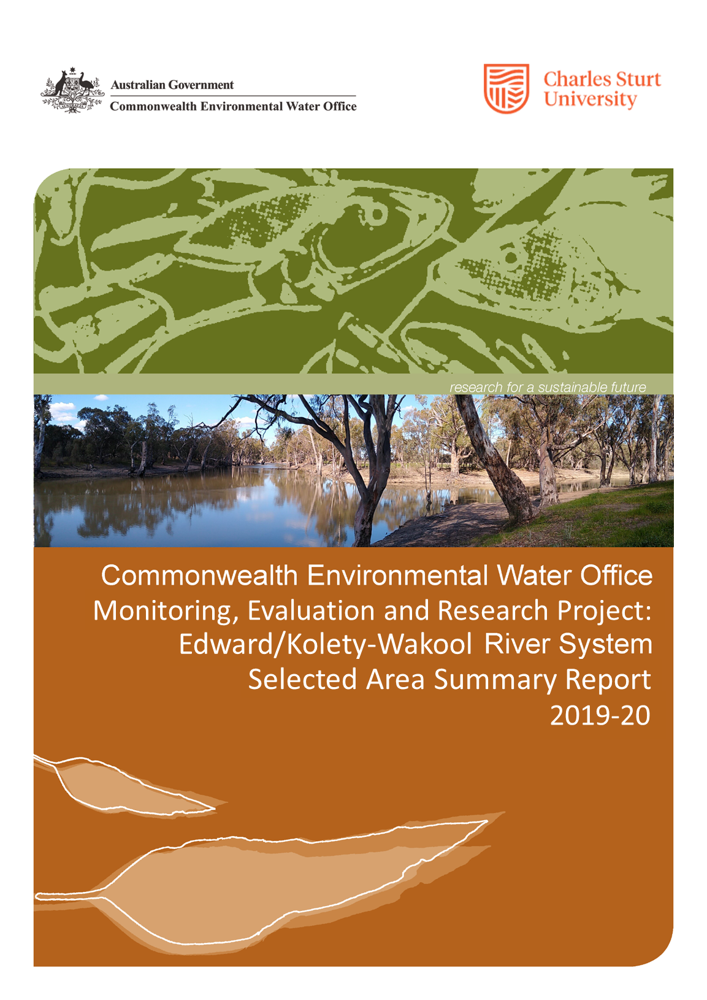 Australian Government
Commonwealth Environmental Water Office
AUSTRALIA
Charles Sturt
University
research for a sustainable future
Commonwealth Environmental Water Office
Monitoring, Evaluation and Research Project:
Edward/Kolety-Wakool River System
Selected Area Summary Report
2019-20